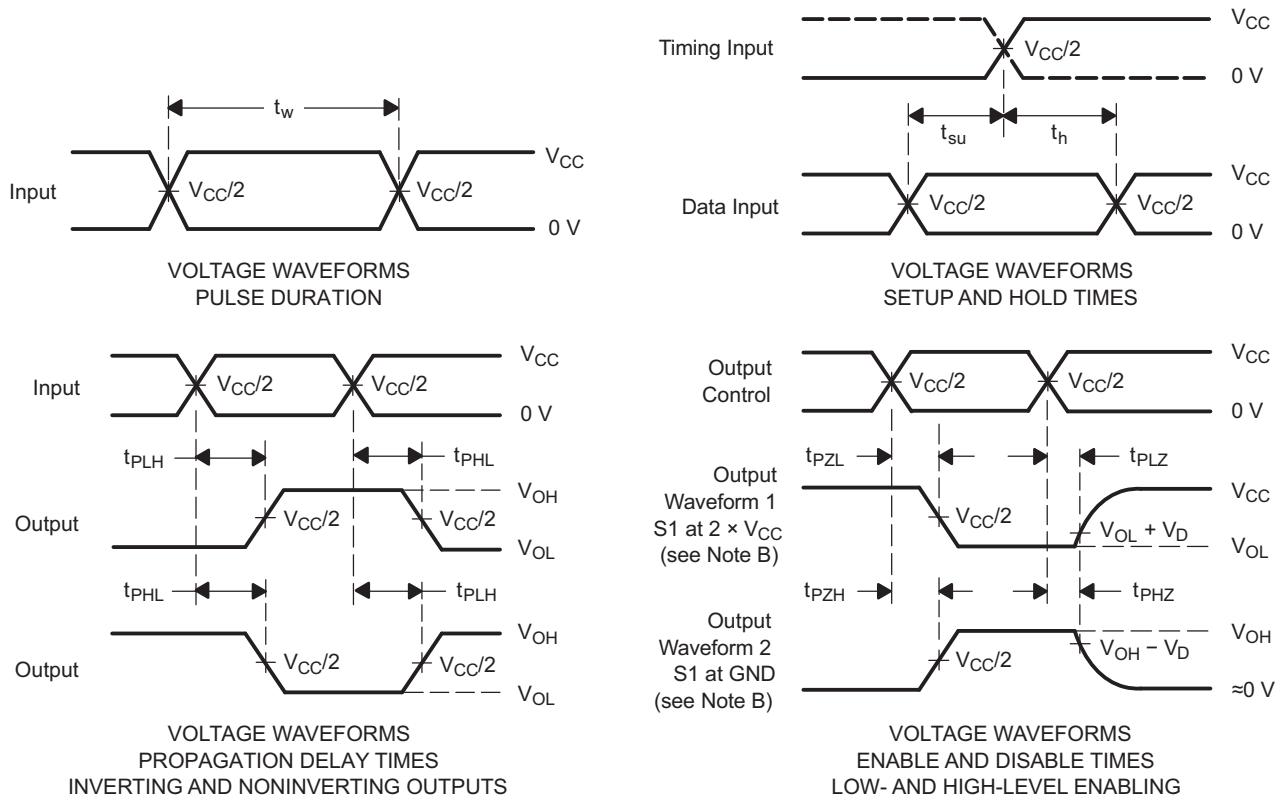 t_w
V_CC
Input
V_CC/2
V_CC/2
0 V
VOLTAGE WAVEFORMS
PULSE DURATION
Timing Input
V_CC
V_CC/2
0 V
t_su
t_h
Data Input
V_CC
V_CC/2
V_CC/2
0 V
VOLTAGE WAVEFORMS
SETUP AND HOLD TIMES
Input
V_CC
V_CC/2
V_CC/2
0 V
t_PLH
t_PHL
Output
V_OH
V_CC/2
V_CC/2
V_OL
t_PHL
t_PLH
Output
V_OH
V_CC/2
V_CC/2
V_OL
VOLTAGE WAVEFORMS
PROPAGATION DELAY TIMES
INVERTING AND NONINVERTING OUTPUTS
Output
Control
V_CC
V_CC/2
V_CC/2
0 V
t_PZL
t_PLZ
Output
Waveform 1
S1 at 2 × V_CC
(see Note B)
V_CC
V_CC/2
V_OL + V_D
V_OL
t_PZH
t_PHZ
Output
Waveform 2
S1 at GND
(see Note B)
V_OH
V_CC/2
V_OH − V_D
≈0 V
VOLTAGE WAVEFORMS
ENABLE AND DISABLE TIMES
LOW- AND HIGH-LEVEL ENABLING